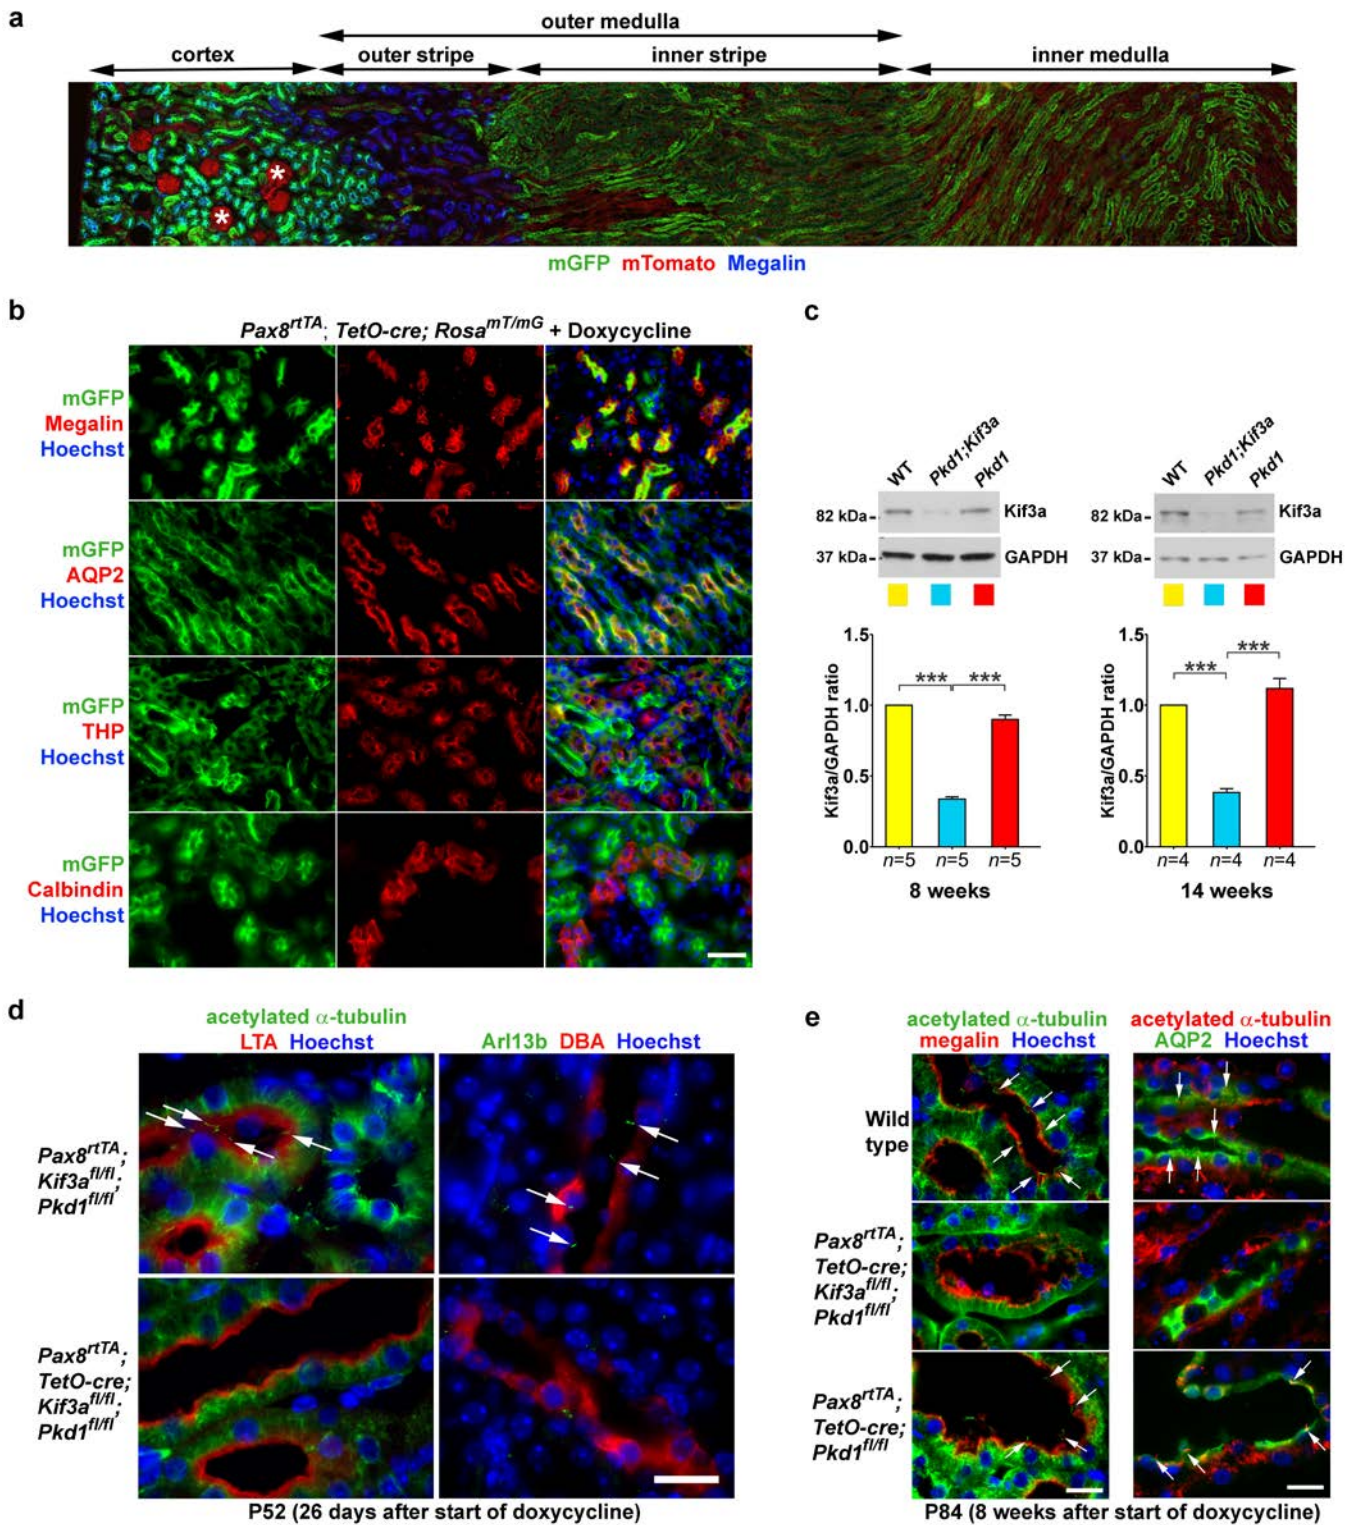 a
outer medulla
cortex outer stripe inner stripe inner medulla
* *
mGFP mTomato Megalin
b
Pax8rtTA; TetO-cre; RosamT/mG + Doxycycline
mGFP
Megalin
Hoechst
mGFP
AQP2
Hoechst
mGFP
THP
Hoechst
mGFP
Calbindin
Hoechst
c
WT Pkd1;Kif3a Pkd1
82 kDa Kif3a
37 kDa GAPDH
Kif3a/GAPDH ratio
1.5
1.0
0.5
0.0
*** ***
n=5 n=5 n=5
8 weeks
WT Pkd1;Kif3a Pkd1
82 kDa Kif3a
37 kDa GAPDH
Kif3a/GAPDH ratio
1.5
1.0
0.5
0.0
*** ***
n=4 n=4 n=4
14 weeks
d
acetylated α-tubulin
LTA Hoechst
Arl13b DBA Hoechst
Pax8rtTA;
Kif3afl/fl;
Pkd1fl/fl
Pax8rtTA;
TetO-cre;
Kif3afl/fl;
Pkd1fl/fl
P52 (26 days after start of doxycycline)
e
acetylated α-tubulin
megalin Hoechst
acetylated α-tubulin
AQP2 Hoechst
Wild
type
Pax8rtTA;
TetO-cre;
Kif3afl/fl;
Pkd1fl/fl
Pax8rtTA;
TetO-cre;
Pkd1fl/fl
P84 (8 weeks after start of doxycycline)